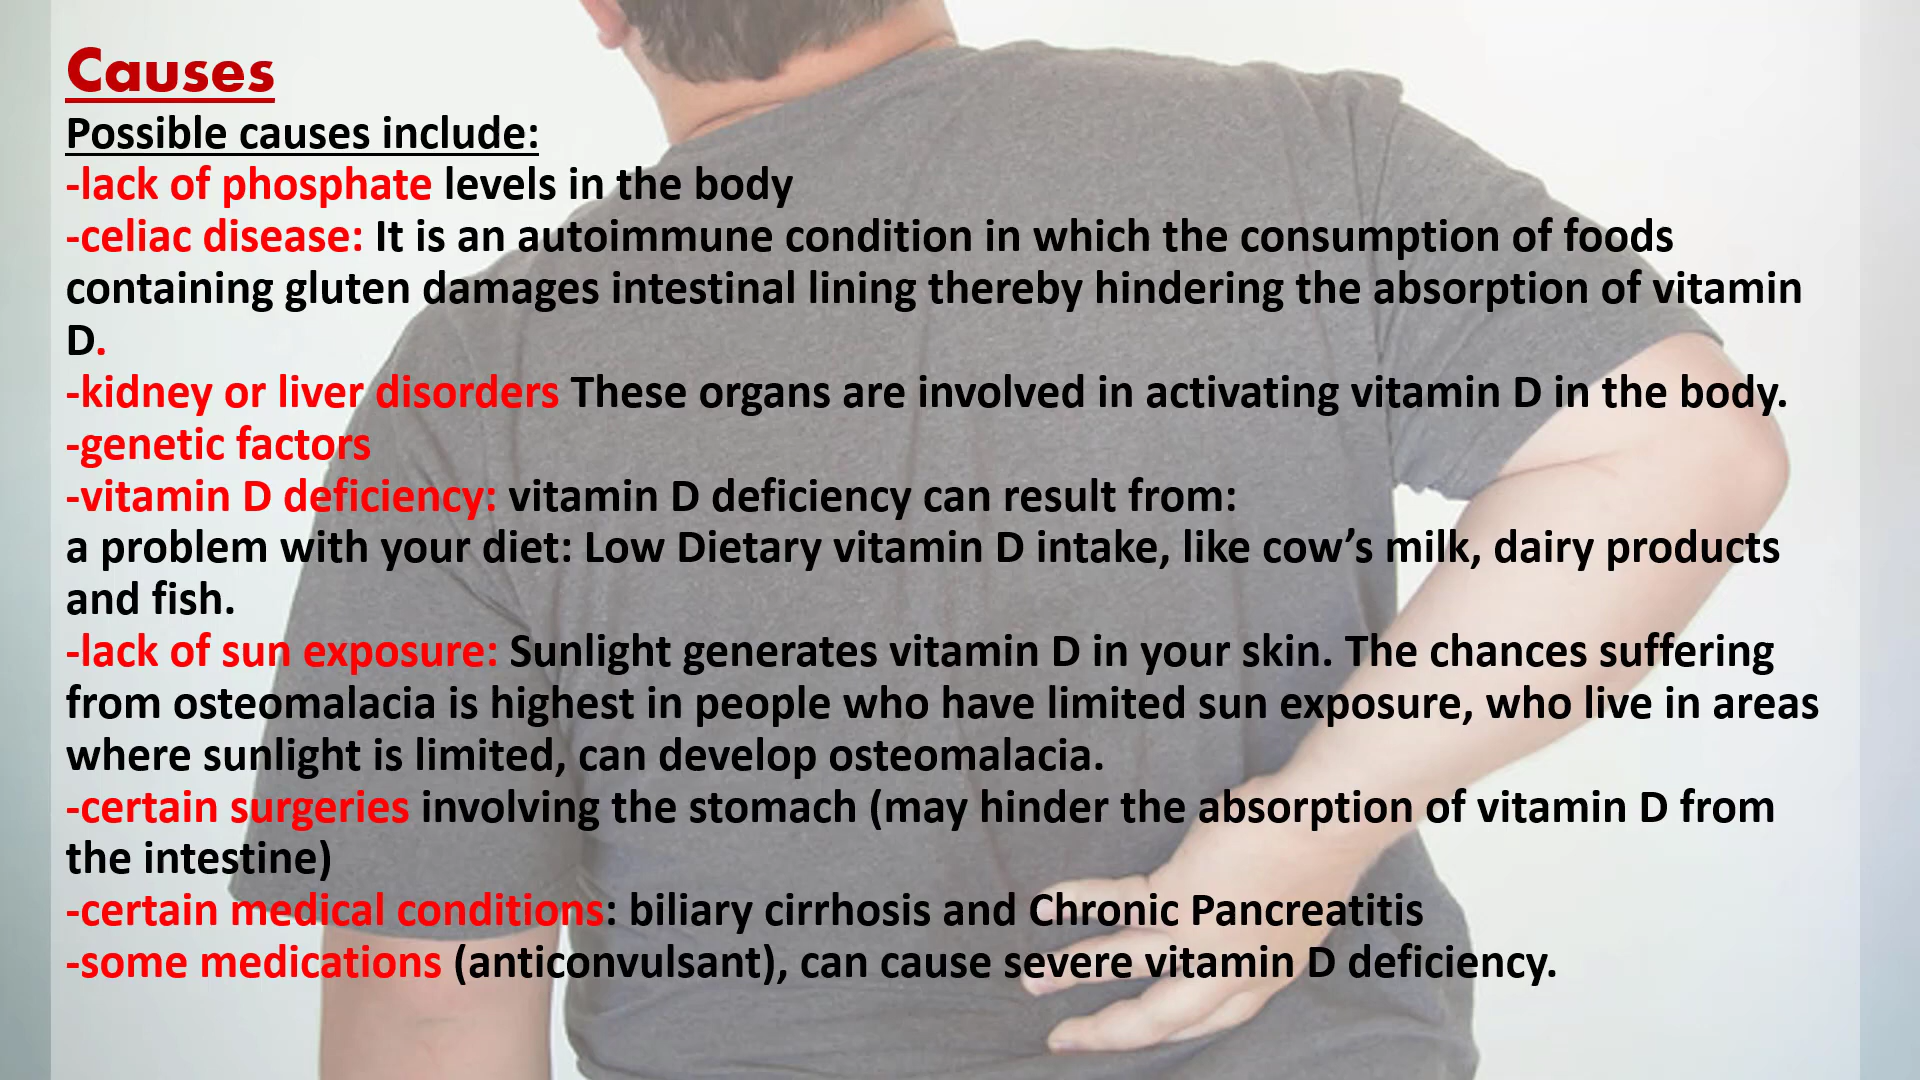 Causes
Possible causes include:
-lack of phosphate levels in the body
-celiac disease: It is an autoimmune condition in which the consumption of foods
containing gluten damages intestinal lining thereby hindering the absorption of vitamin
D.
-kidney or liver disorders These organs are involved in activating vitamin D in the body.
-genetic factors
-vitamin D deficiency: vitamin D deficiency can result from:
a problem with your diet: Low Dietary vitamin D intake, like cow’s milk, dairy products
and fish.
-lack of sun exposure: Sunlight generates vitamin D in your skin. The chances suffering
from osteomalacia is highest in people who have limited sun exposure, who live in areas
where sunlight is limited, can develop osteomalacia.
-certain surgeries involving the stomach (may hinder the absorption of vitamin D from
the intestine)
-certain medical conditions: biliary cirrhosis and Chronic Pancreatitis
-some medications (anticonvulsant), can cause severe vitamin D deficiency.